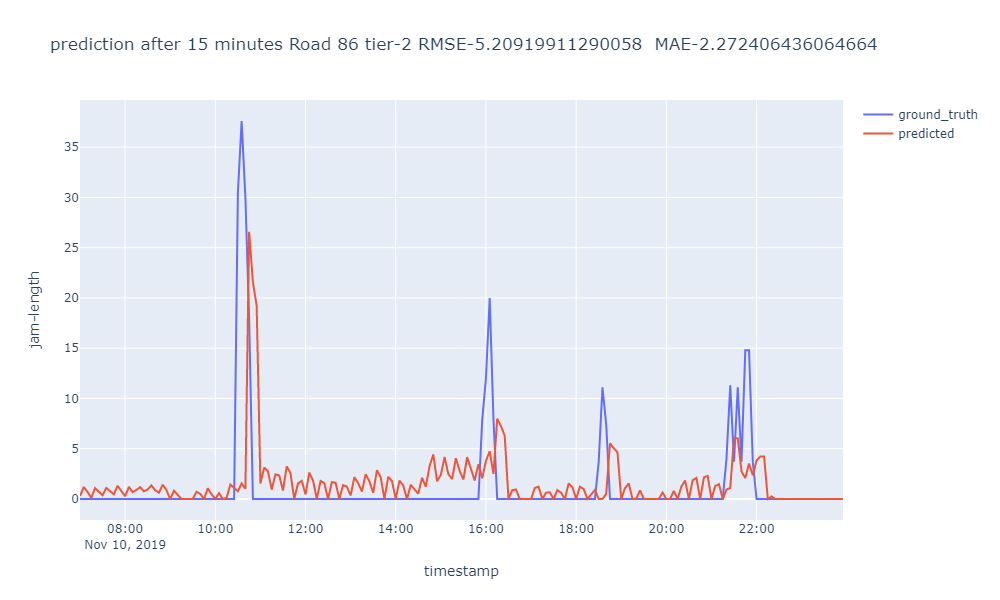 prediction after 15 minutes Road 86 tier-2 RMSE-5.20919911290058  MAE-2.272406436064664
ground_truth
predicted
35
30
25
20
15
10
5
0
jam-length
08:00 10:00 12:00 14:00 16:00 18:00 20:00 22:00
Nov 10, 2019
timestamp